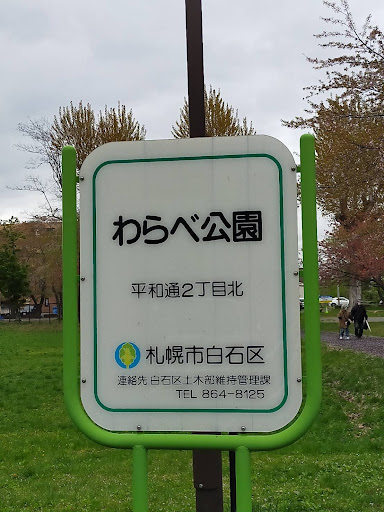 わらべ公園
平和通2丁目北
札幌市白石区
連絡先 白石区土木部維持管理課
TEL 864-8125